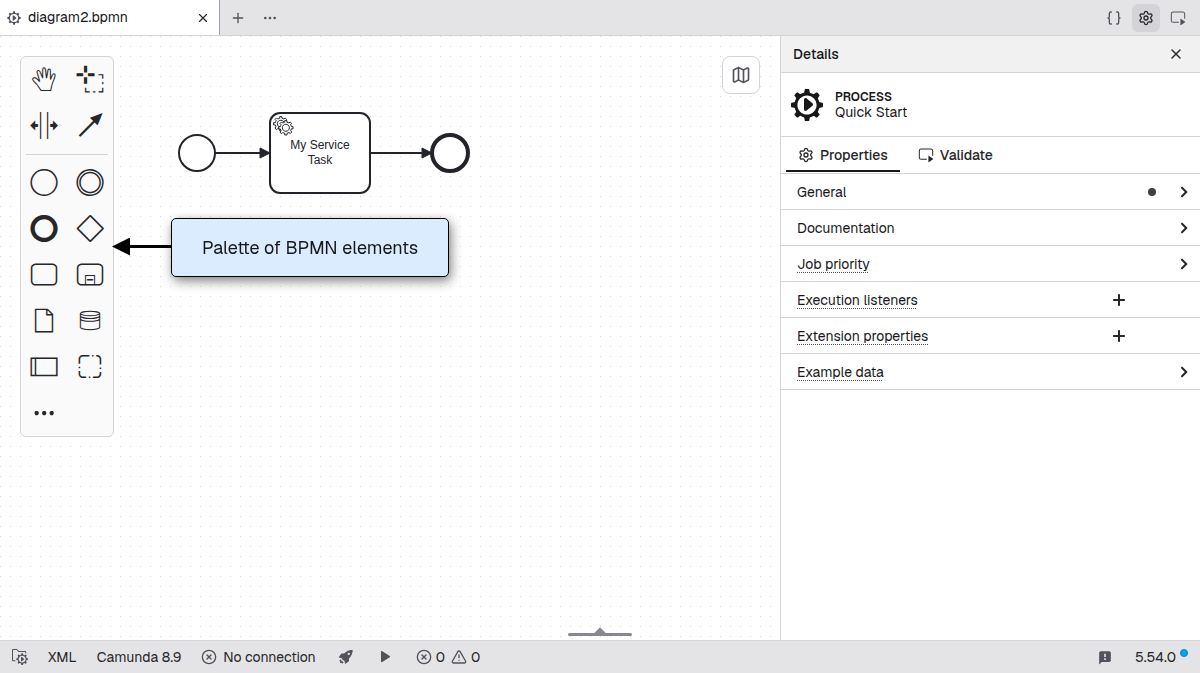 diagram2.bpmn
Details
PROCESS
Quick Start
My Service
Task
Properties
Validate
General
Documentation
Palette of BPMN elements
Job priority
Execution listeners
Extension properties
Example data
XML
Camunda 8.9
No connection
0
0
5.54.0